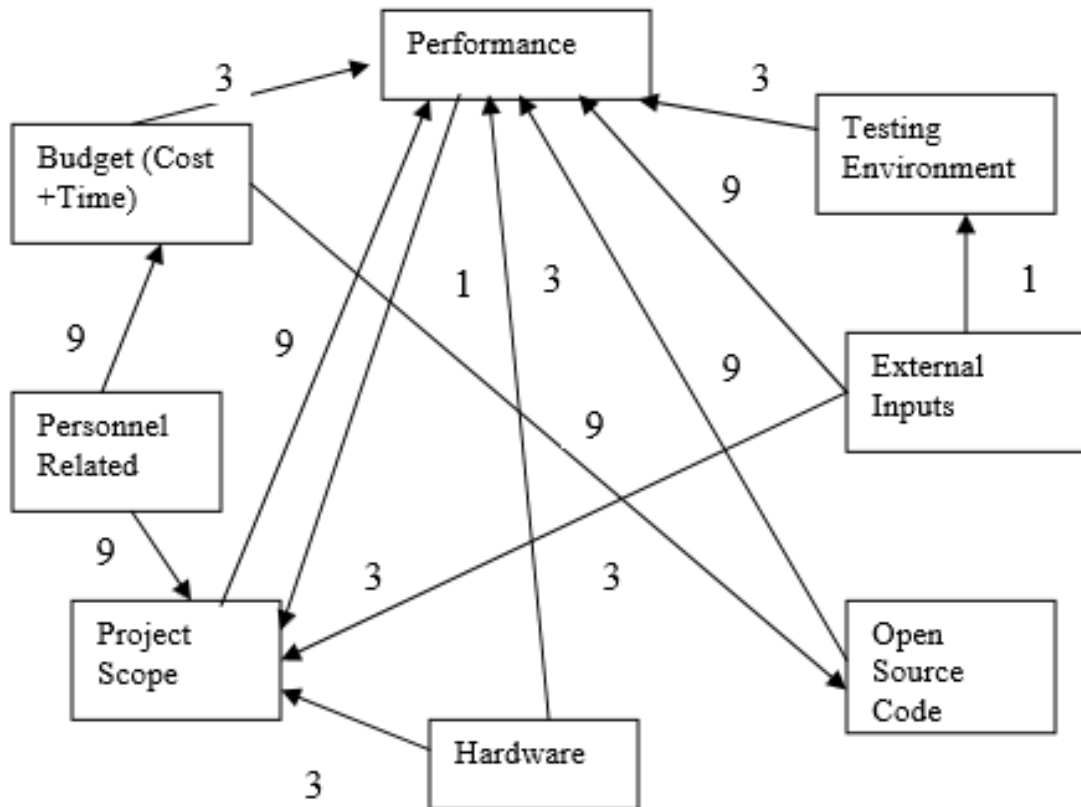 Performance
3
3
Testing
Environment
Budget (Cost
+Time)
9
1
3
1
9
9
External
Inputs
9
Personnel
Related
9
9
3
3
Project
Scope
Open
Source
Code
Hardware
3